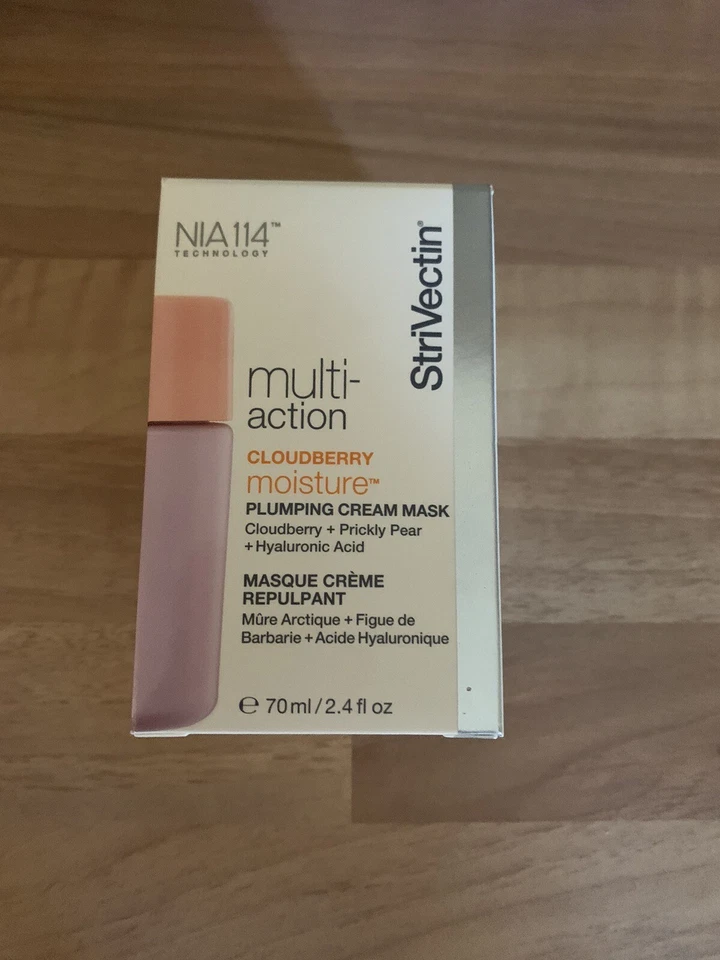 NIA114™
TECHNOLOGY
StriVectin®
multi-
action
CLOUDBERRY
moisture™
PLUMPING CREAM MASK
Cloudberry + Prickly Pear
+ Hyaluronic Acid
MASQUE CRÈME
REPULPANT
Mûre Arctique + Figue de
Barbarie + Acide Hyaluronique
℮ 70 ml / 2.4 fl oz